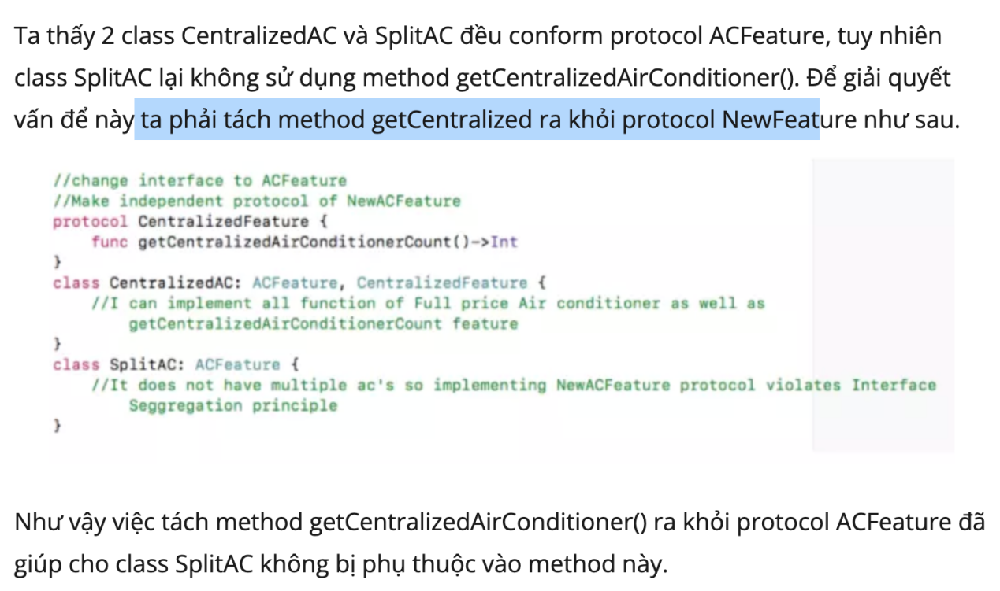 Ta thấy 2 class CentralizedAC và SplitAC đều conform protocol ACFeature, tuy nhiên
class SplitAC lại không sử dụng method getCentralizedAirConditioner(). Để giải quyết
vấn để này ta phải tách method getCentralized ra khỏi protocol NewFeature như sau.
//change interface to ACFeature
//Make independent protocol of NewACFeature
protocol CentralizedFeature {
func getCentralizedAirConditionerCount()->Int
}
class CentralizedAC: ACFeature, CentralizedFeature {
//I can implement all function of Full price Air conditioner as well as
getCentralizedAirConditionerCount feature
}
class SplitAC: ACFeature {
//It does not have multiple ac's so implementing NewACFeature protocol violates Interface
Seggregation principle
}
Như vậy việc tách method getCentralizedAirConditioner() ra khỏi protocol ACFeature đã
giúp cho class SplitAC không bị phụ thuộc vào method này.